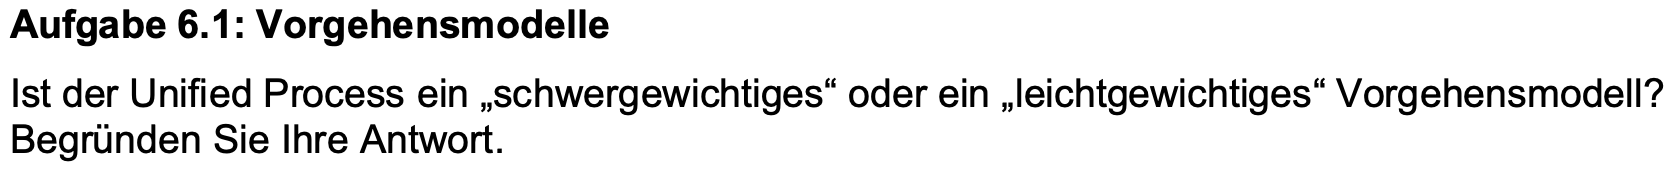 Aufgabe 6.1: Vorgehensmodelle
Ist der Unified Process ein „schwergewichtiges“ oder ein „leichtgewichtiges“ Vorgehensmodell?
Begründen Sie Ihre Antwort.